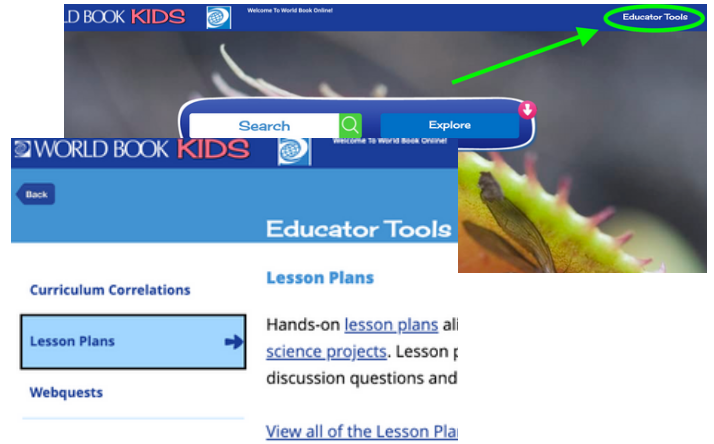 LD BOOK KIDS
Welcome To World Book Online!
Educator Tools
Search
Explore
WORLD BOOK KIDS
Welcome To World Book Online!
Back
Educator Tools
Curriculum Correlations
Lesson Plans
Webquests
Lesson Plans
Hands-on lesson plans ali
science projects. Lesson p
discussion questions and
View all of the Lesson Pla